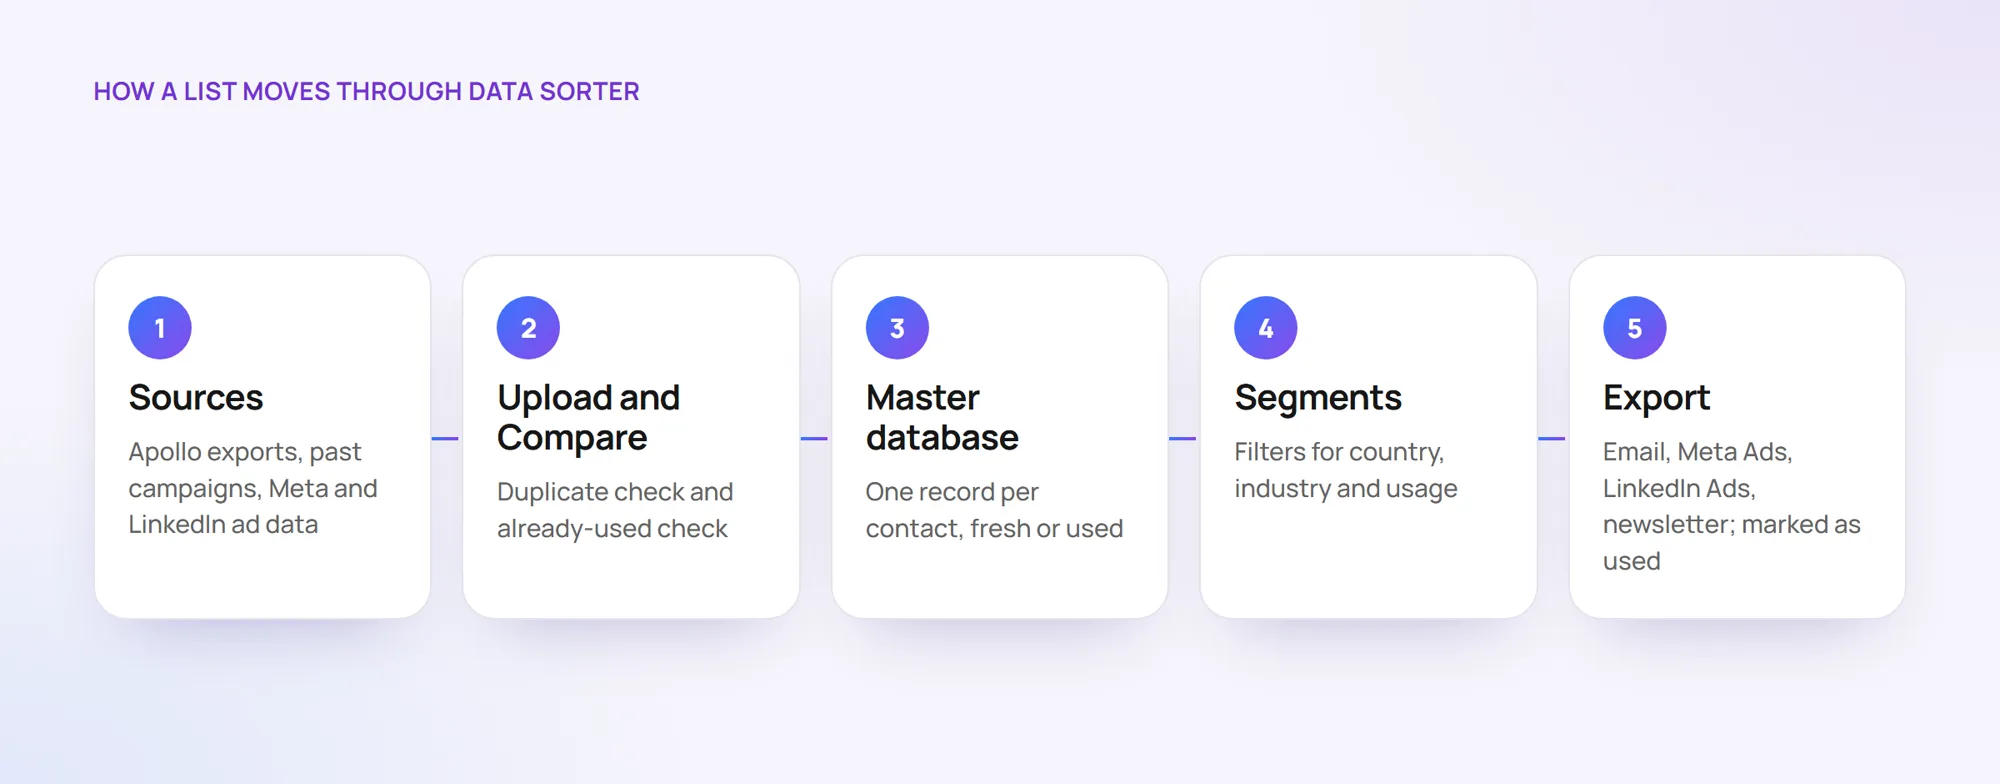 HOW A LIST MOVES THROUGH DATA SORTER
1
Sources
Apollo exports, past
campaigns, Meta and
LinkedIn ad data
2
Upload and
Compare
Duplicate check and
already-used check
3
Master
database
One record per
contact, fresh or used
4
Segments
Filters for country,
industry and usage
5
Export
Email, Meta Ads,
LinkedIn Ads,
newsletter; marked as
used